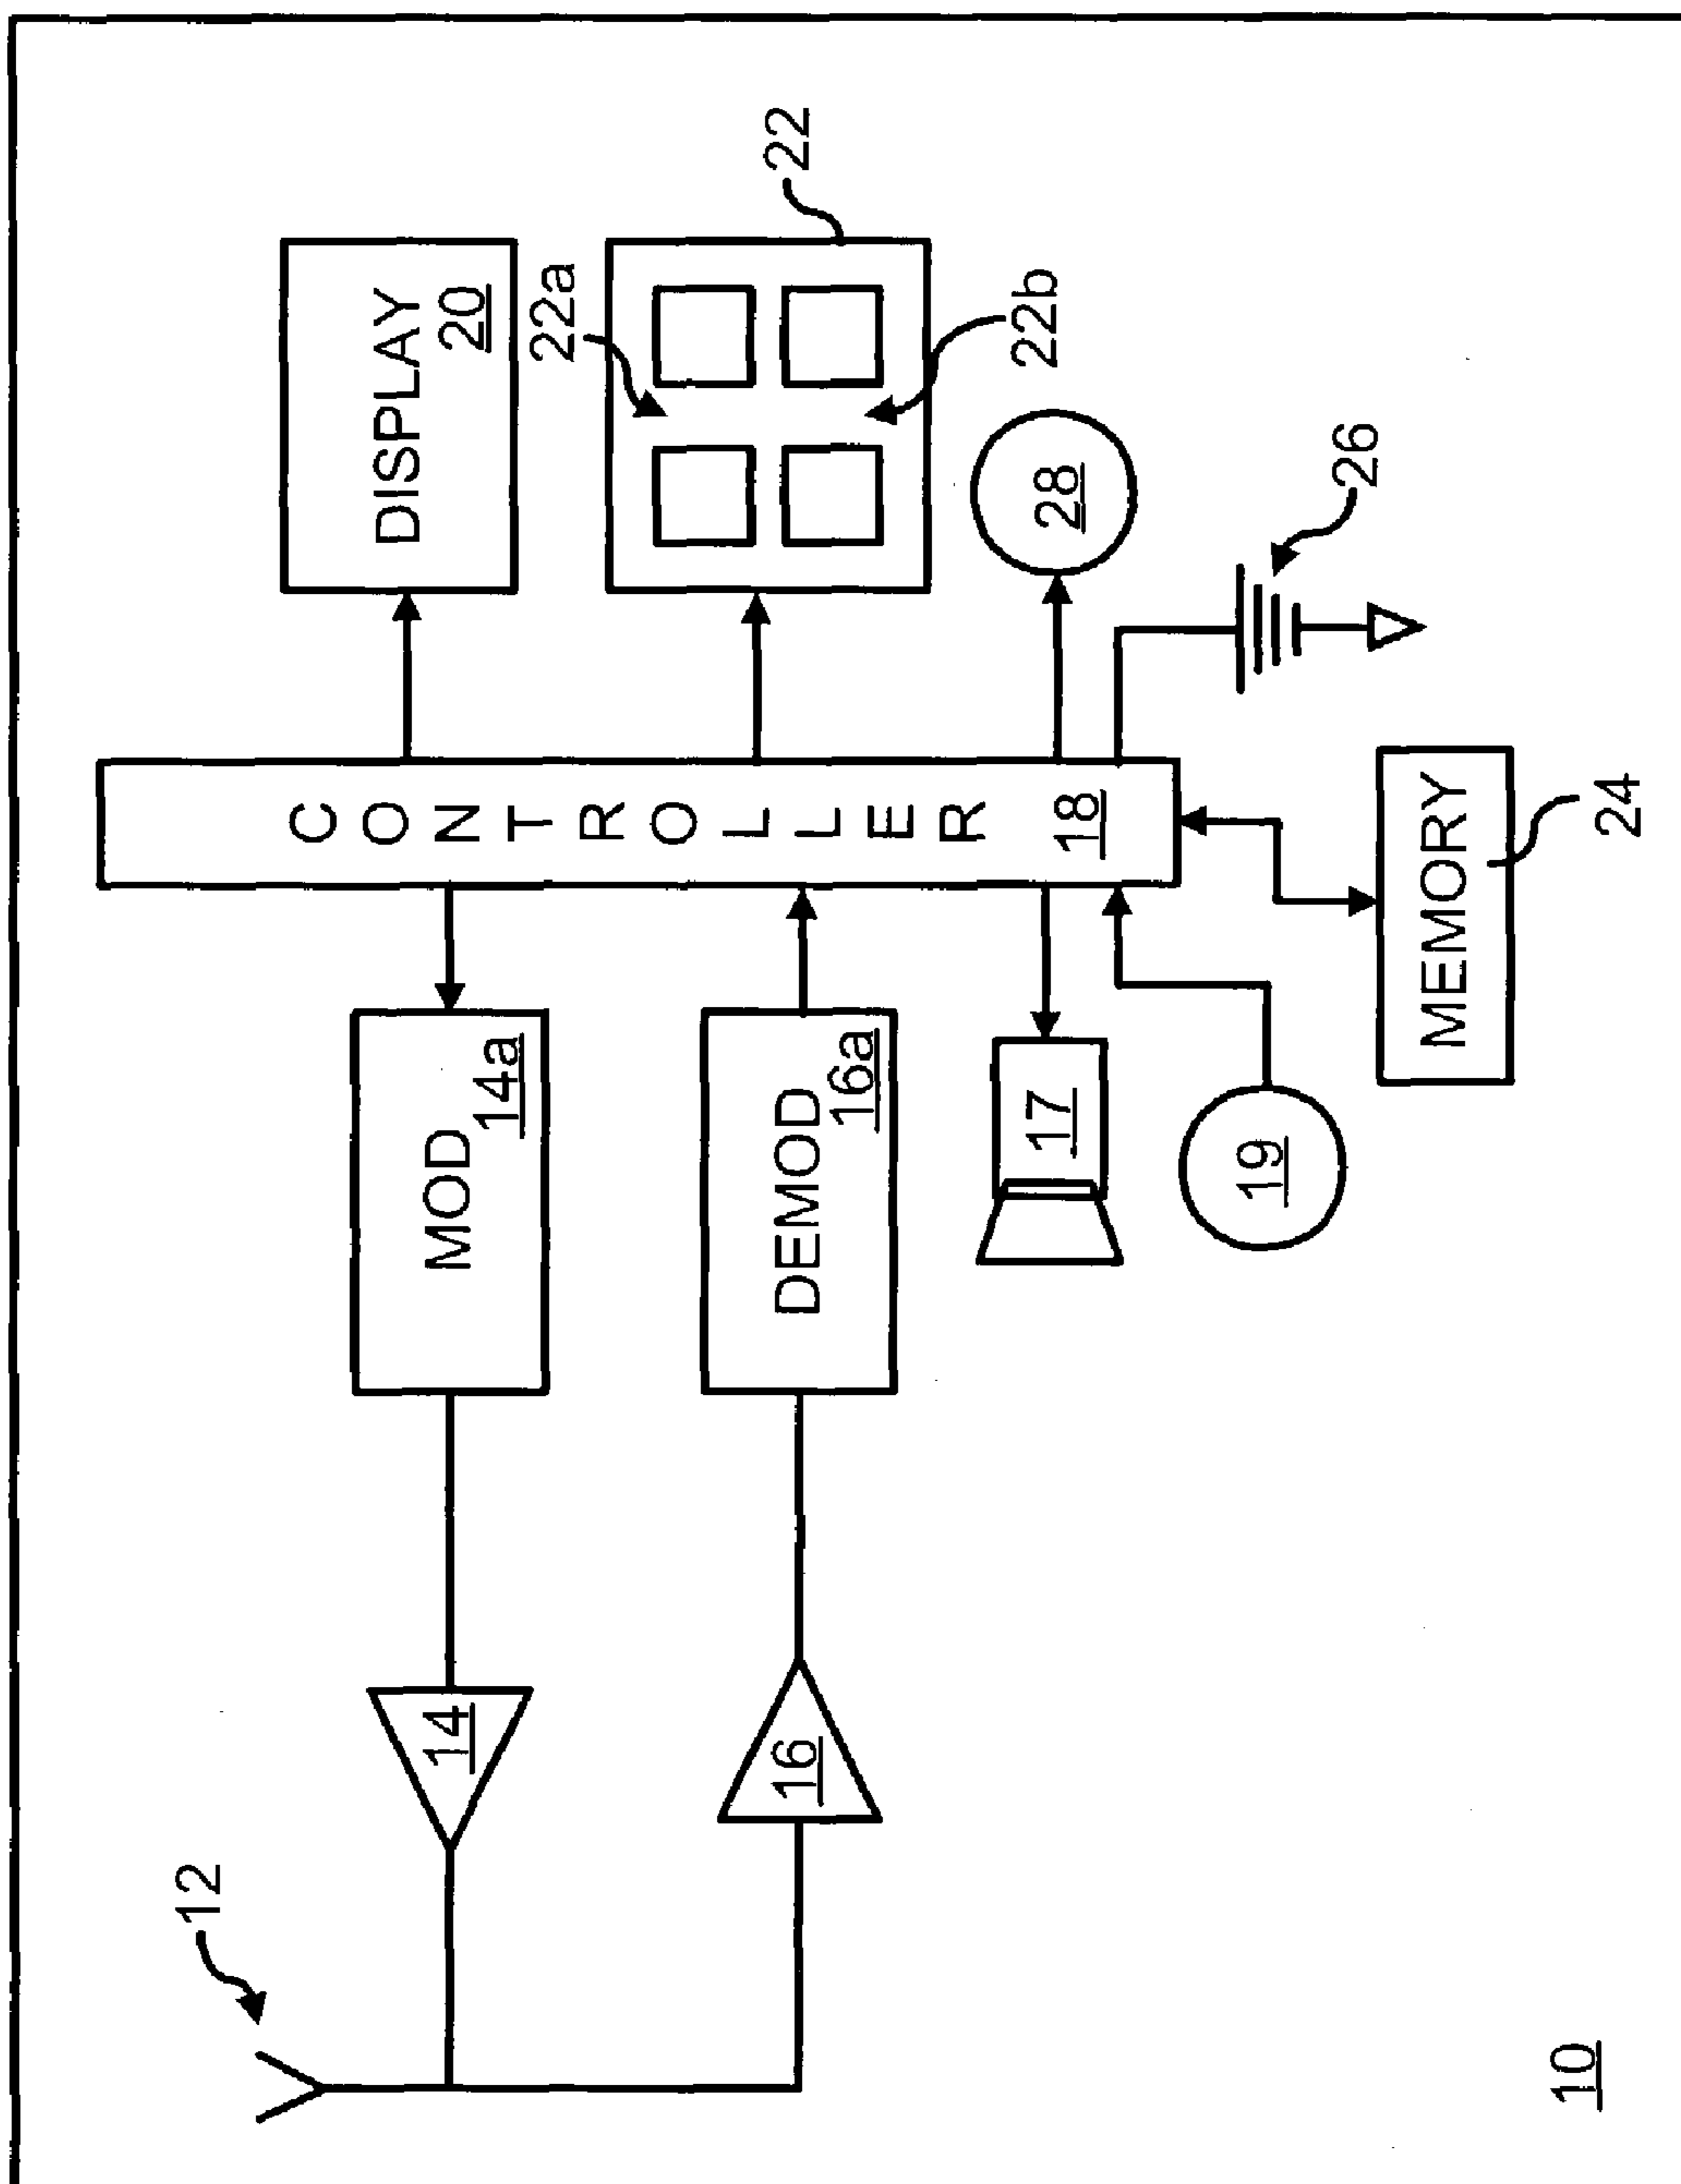 12
14
MOD
14a
CONTROLLER
18
DISPLAY
20
22a
22
16
DEMOD
16a
22b
17
28
19
26
MEMORY
24
10